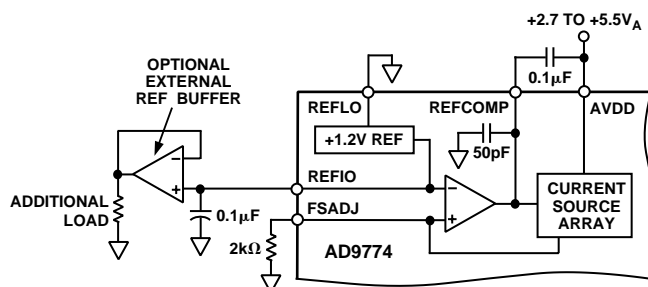 +2.7 TO +5.5VA
OPTIONAL
EXTERNAL
REF BUFFER
0.1µF
REFLO
REFCOMP
AVDD
+1.2V REF
50pF
−
+
REFIO
−
+
CURRENT
SOURCE
ARRAY
ADDITIONAL
LOAD
0.1µF
FSADJ
2kΩ
AD9774